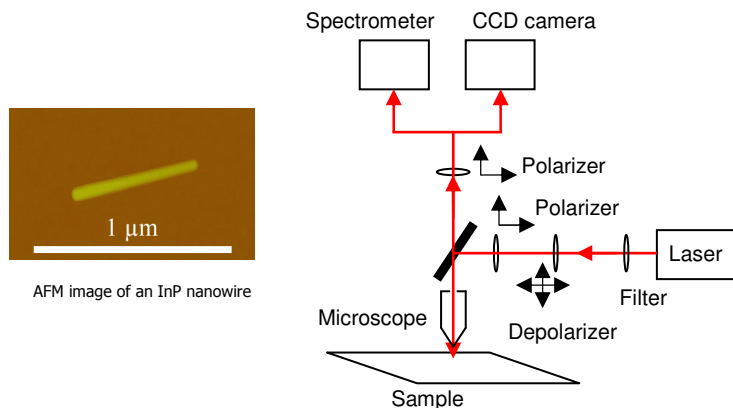 Spectrometer
CCD camera
Polarizer
1 µm
Polarizer
Laser
AFM image of an InP nanowire
Filter
Microscope
Depolarizer
Sample